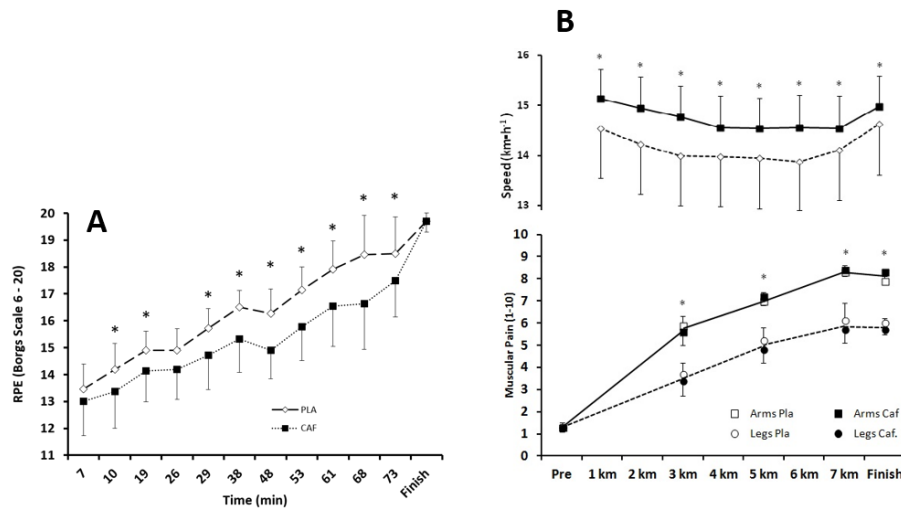 A
RPE (Borgs Scale 6 - 20)
20
19
18
17
16
15
14
13
12
11
* * * * * * * * *
PLA
CAF
7 10 19 26 29 38 48 53 61 68 73 Finish
Time (min)
B
Speed (km•h-1)
16
15
14
13
* * * * * * * *
Muscular Pain (1-10)
10
9
8
7
6
5
4
3
2
1
0
* * * *
Arms Pla Arms Caf
Legs Pla Legs Caf.
Pre 1 km 2 km 3 km 4 km 5 km 6 km 7 km Finish